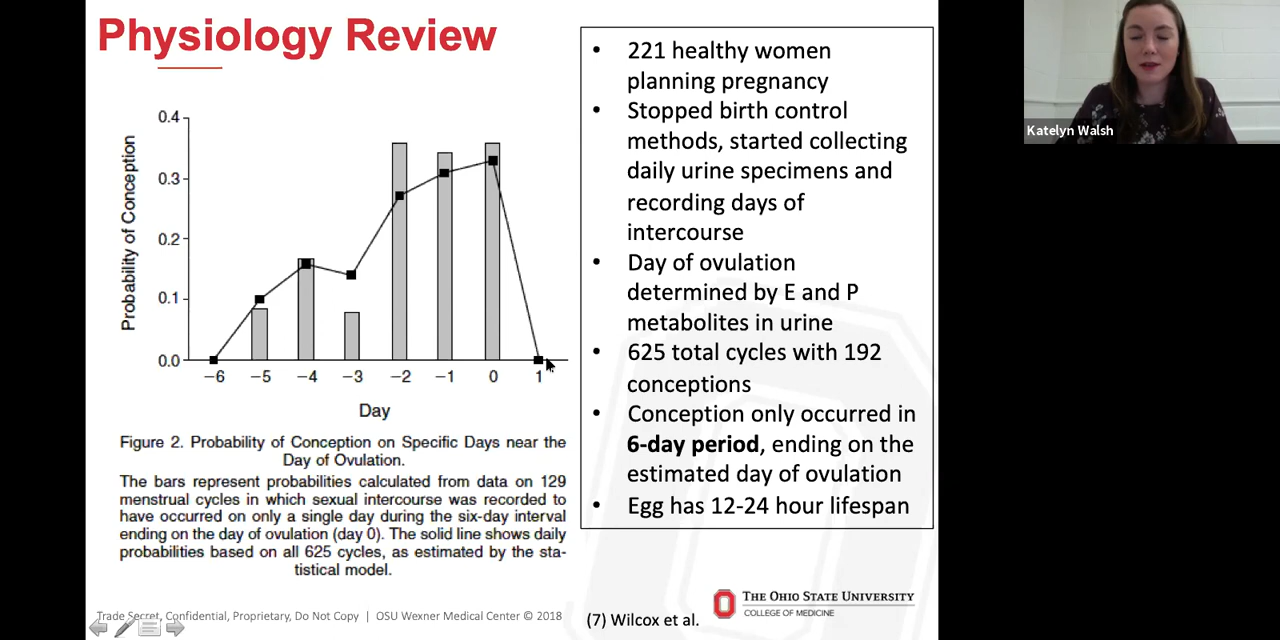 Physiology Review
0.4
0.3
0.2
0.1
0.0
Probability of Conception
−6 −5 −4 −3 −2 −1 0 1
Day
Figure 2. Probability of Conception on Specific Days near the
Day of Ovulation.
The bars represent probabilities calculated from data on 129
menstrual cycles in which sexual intercourse was recorded to
have occurred on only a single day during the six-day interval
ending on the day of ovulation (day 0). The solid line shows daily
probabilities based on all 625 cycles, as estimated by the sta-
tistical model.
• 221 healthy women
planning pregnancy
• Stopped birth control
methods, started collecting
daily urine specimens and
recording days of
intercourse
• Day of ovulation
determined by E and P
metabolites in urine
• 625 total cycles with 192
conceptions
• Conception only occurred in
6-day period, ending on the
estimated day of ovulation
• Egg has 12-24 hour lifespan
Trade Secret, Confidential, Proprietary, Do Not Copy | OSU Wexner Medical Center © 2018
(7) Wilcox et al.
THE OHIO STATE UNIVERSITY
COLLEGE OF MEDICINE
Katelyn Walsh